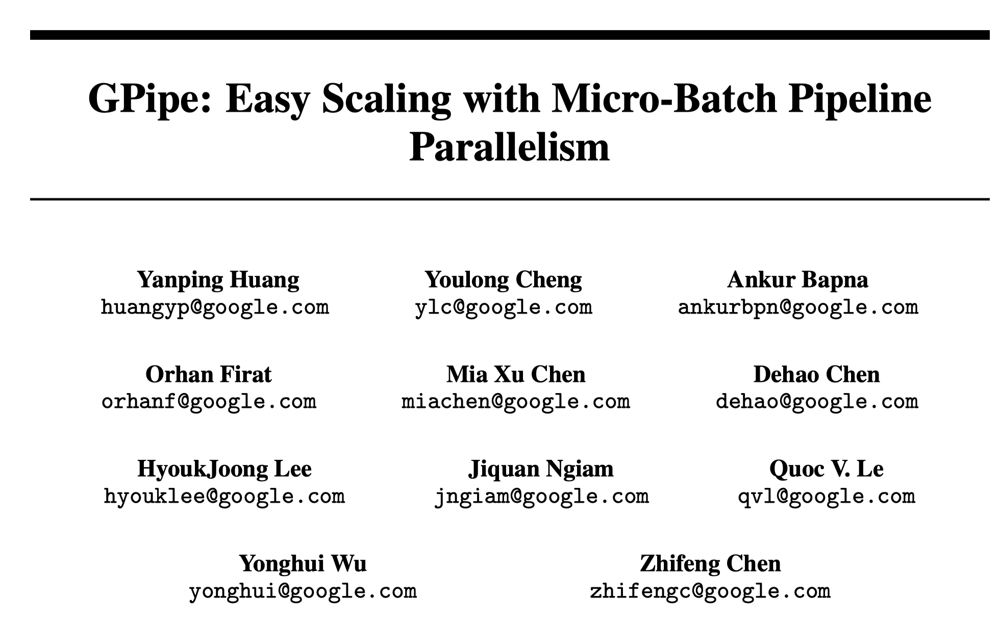 GPipe: Easy Scaling with Micro-Batch Pipeline
Parallelism
Yanping Huang
huangyp@google.com
Youlong Cheng
ylc@google.com
Ankur Bapna
ankurbpn@google.com
Orhan Firat
orhanf@google.com
Mia Xu Chen
miachen@google.com
Dehao Chen
dehao@google.com
HyoukJoong Lee
hyouklee@google.com
Jiquan Ngiam
jngiam@google.com
Quoc V. Le
qvl@google.com
Yonghui Wu
yonghui@google.com
Zhifeng Chen
zhifengc@google.com